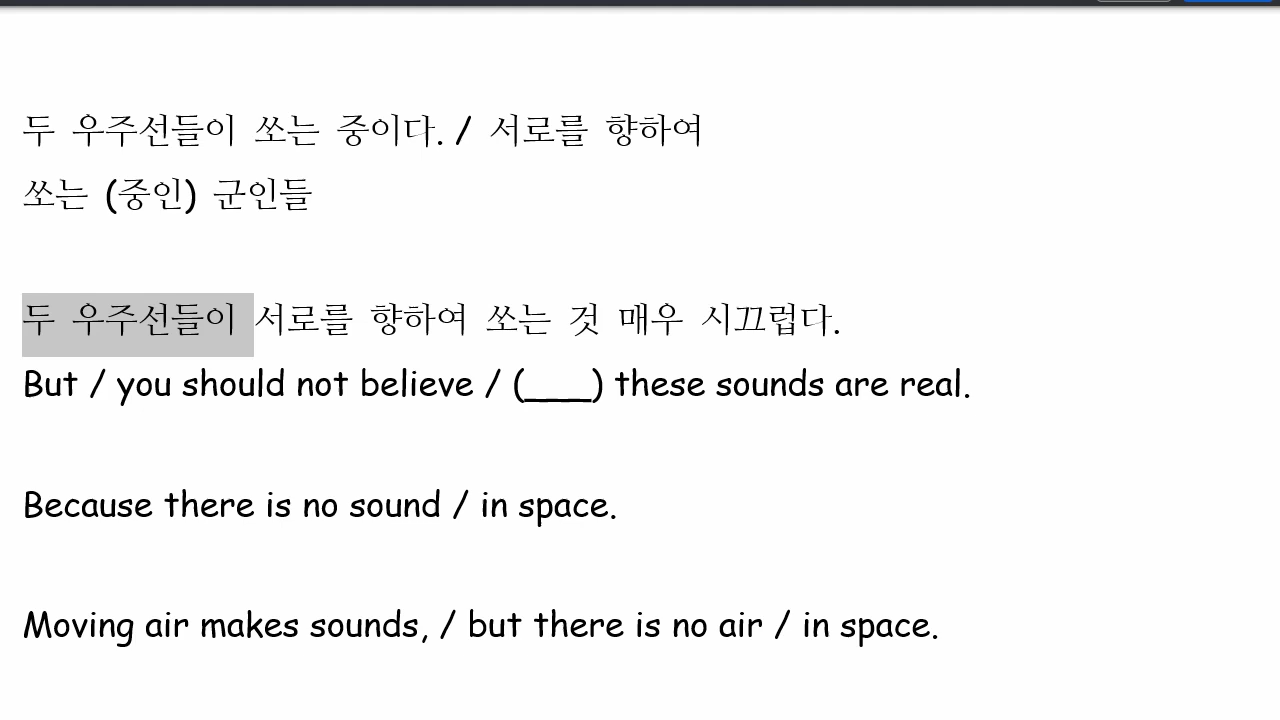 두 우주선들이 쏘는 중이다. / 서로를 향하여
쏘는 (중인) 군인들
두 우주선들이 서로를 향하여 쏘는 것 매우 시끄럽다.
But / you should not believe / (___) these sounds are real.
Because there is no sound / in space.
Moving air makes sounds, / but there is no air / in space.